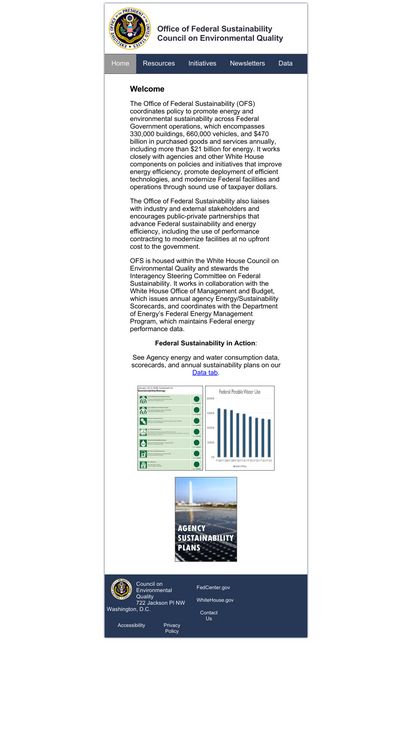 Office of Federal Sustainability
Council on Environmental Quality
Home Resources Initiatives Newsletters Data
Welcome
The Office of Federal Sustainability (OFS)
coordinates policy to promote energy and
environmental sustainability across Federal
Government operations, which encompasses
330,000 buildings, 660,000 vehicles, and $470
billion in purchased goods and services annually,
including more than $21 billion for energy. It works
closely with agencies and other White House
components on policies and initiatives that improve
energy efficiency, promote deployment of efficient
technologies, and modernize Federal facilities and
operations through sound use of taxpayer dollars.
The Office of Federal Sustainability also liaises
with industry and external stakeholders and
encourages public-private partnerships that
advance Federal sustainability and energy
efficiency, including the use of performance
contracting to modernize facilities at no upfront
cost to the government.
OFS is housed within the White House Council on
Environmental Quality and stewards the
Interagency Steering Committee on Federal
Sustainability. It works in collaboration with the
White House Office of Management and Budget,
which issues annual agency Energy/Sustainability
Scorecards, and coordinates with the Department
of Energy's Federal Energy Management
Program, which maintains Federal energy
performance data.
Federal Sustainability in Action:
See Agency energy and water consumption data,
scorecards, and annual sustainability plans on our
Data tab.
Federal Potable Water Use
AGENCY
SUSTAINABILITY
PLANS
Council on
Environmental
Quality
722 Jackson Pl NW
Washington, D.C.
FedCenter.gov
WhiteHouse.gov
Contact
Us
Accessibility
Privacy
Policy